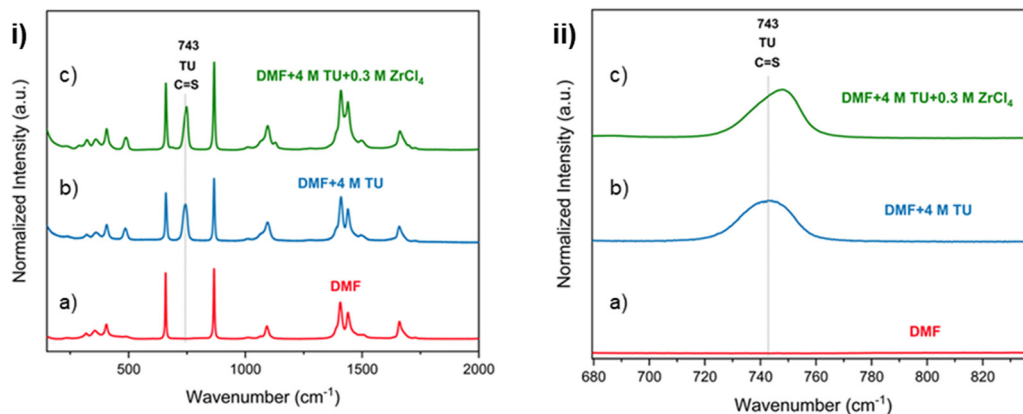 i)
743
TU
C=S
c)
DMF+4 M TU+0.3 M ZrCl₄
b)
DMF+4 M TU
a)
DMF
Normalized Intensity (a.u.)
500
1000
1500
2000
Wavenumber (cm⁻¹)
ii)
743
TU
C=S
c)
DMF+4 M TU+0.3 M ZrCl₄
b)
DMF+4 M TU
a)
DMF
Normalized Intensity (a.u.)
680
700
720
740
760
780
800
820
Wavenumber (cm⁻¹)